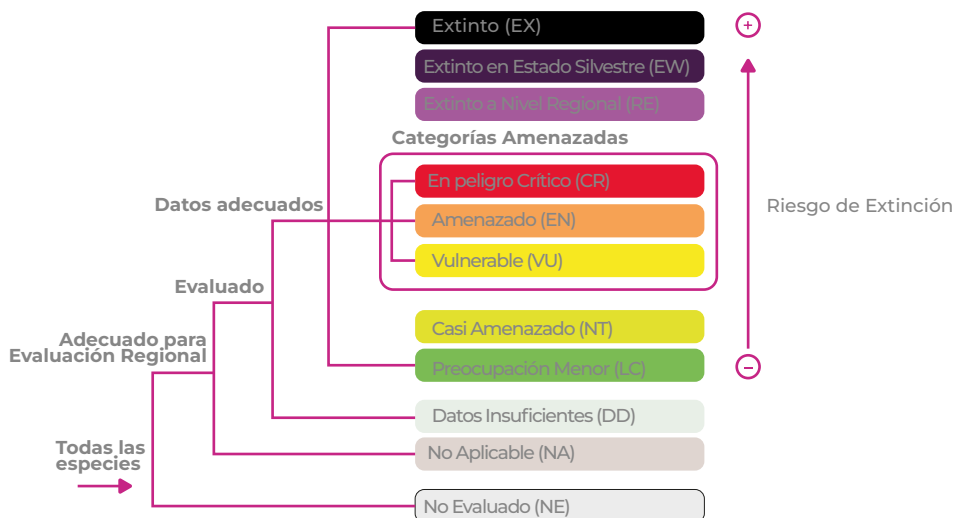 Extinto (EX)
+
Extinto en Estado Silvestre (EW)
Extinto a Nivel Regional (RE)
Categorías Amenazadas
En peligro Crítico (CR)
Datos adecuados
Amenazado (EN)
Riesgo de Extinción
Vulnerable (VU)
Evaluado
Casi Amenazado (NT)
Adecuado para
Evaluación Regional
Preocupación Menor (LC)
−
Datos Insuficientes (DD)
Todas las
especies
No Aplicable (NA)
No Evaluado (NE)